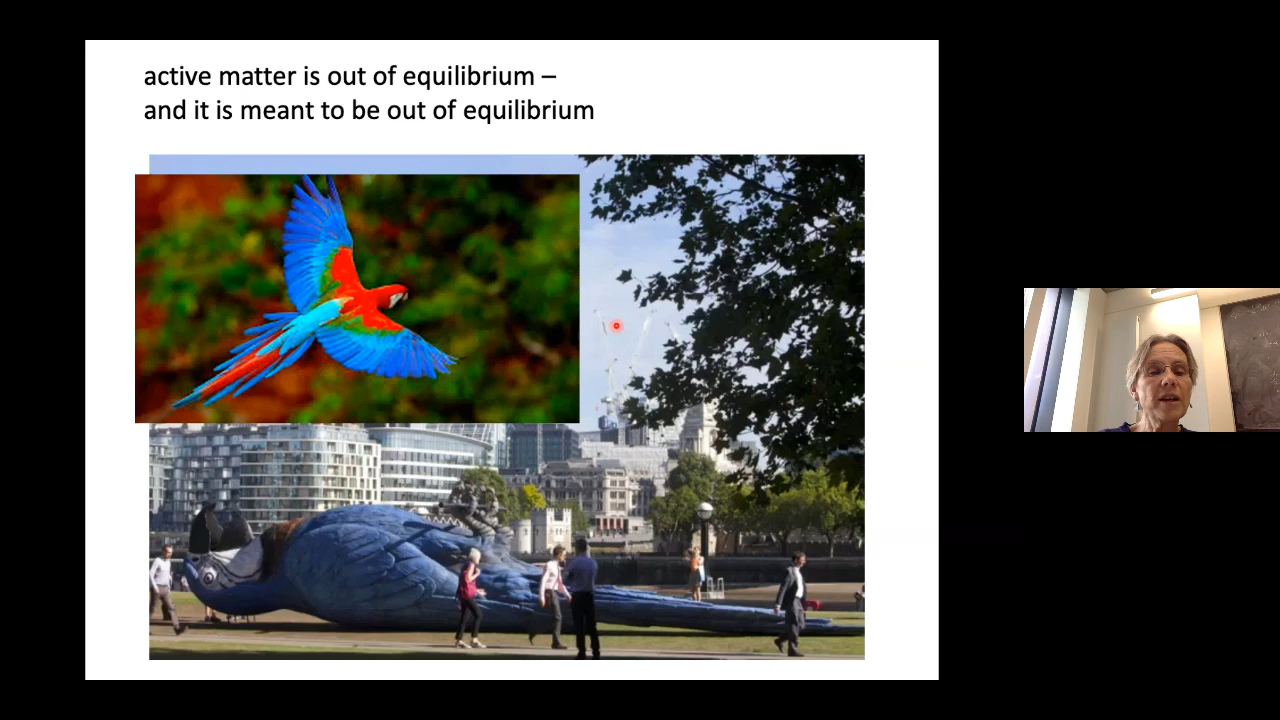 active matter is out of equilibrium –
and it is meant to be out of equilibrium